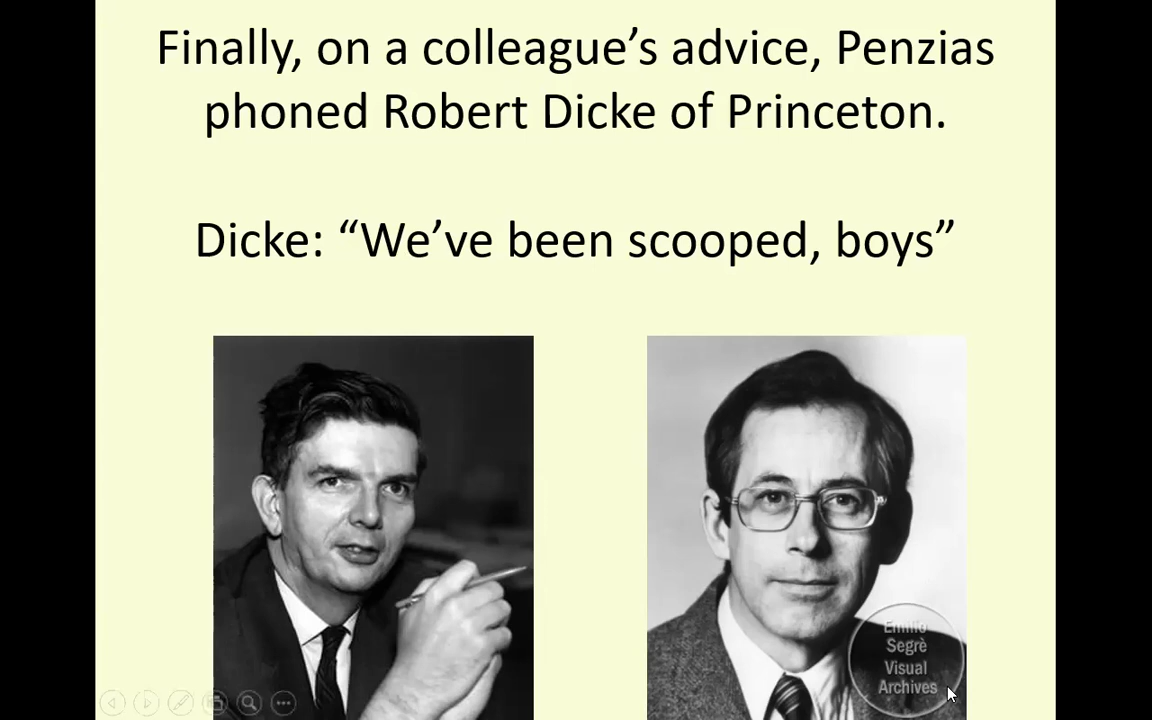 Finally, on a colleague’s advice, Penzias
phoned Robert Dicke of Princeton.
Dicke: “We’ve been scooped, boys”
Emilio
Segrè
Visual
Archives